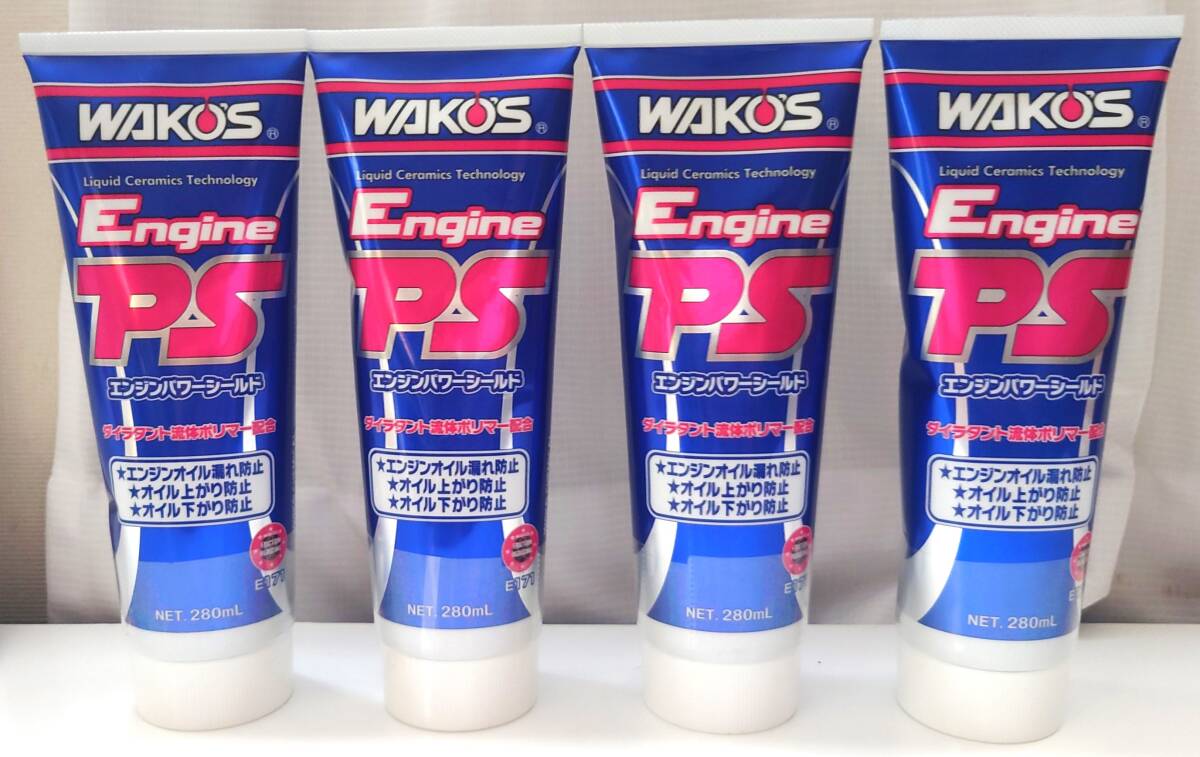 WAKO'S®
Liquid Ceramics Technology
Engine
PS
エンジンパワーシールド
ダイラタント流体ポリマー配合
★エンジンオイル漏れ防止
★オイル上がり防止
★オイル下がり防止
E171
NET. 280mL
WAKO'S®
Liquid Ceramics Technology
Engine
PS
エンジンパワーシールド
ダイラタント流体ポリマー配合
★エンジンオイル漏れ防止
★オイル上がり防止
★オイル下がり防止
E171
NET. 280mL
WAKO'S®
Liquid Ceramics Technology
Engine
PS
エンジンパワーシールド
ダイラタント流体ポリマー配合
★エンジンオイル漏れ防止
★オイル上がり防止
★オイル下がり防止
NET. 280mL
WAKO'S®
Liquid Ceramics Technology
Engine
PS
エンジンパワーシールド
ダイラタント流体ポリマー配合
★エンジンオイル漏れ防止
★オイル上がり防止
★オイル下がり防止
NET. 280mL